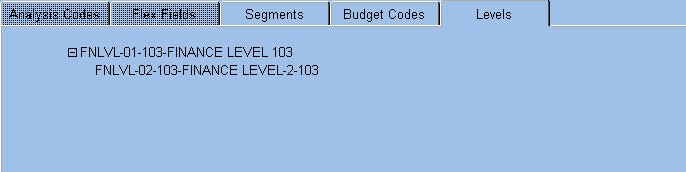 Analysis Codes Flex Fields Segments Budget Codes Levels
FNLVL-01-103-FINANCE LEVEL 103
FNLVL-02-103-FINANCE LEVEL-2-103